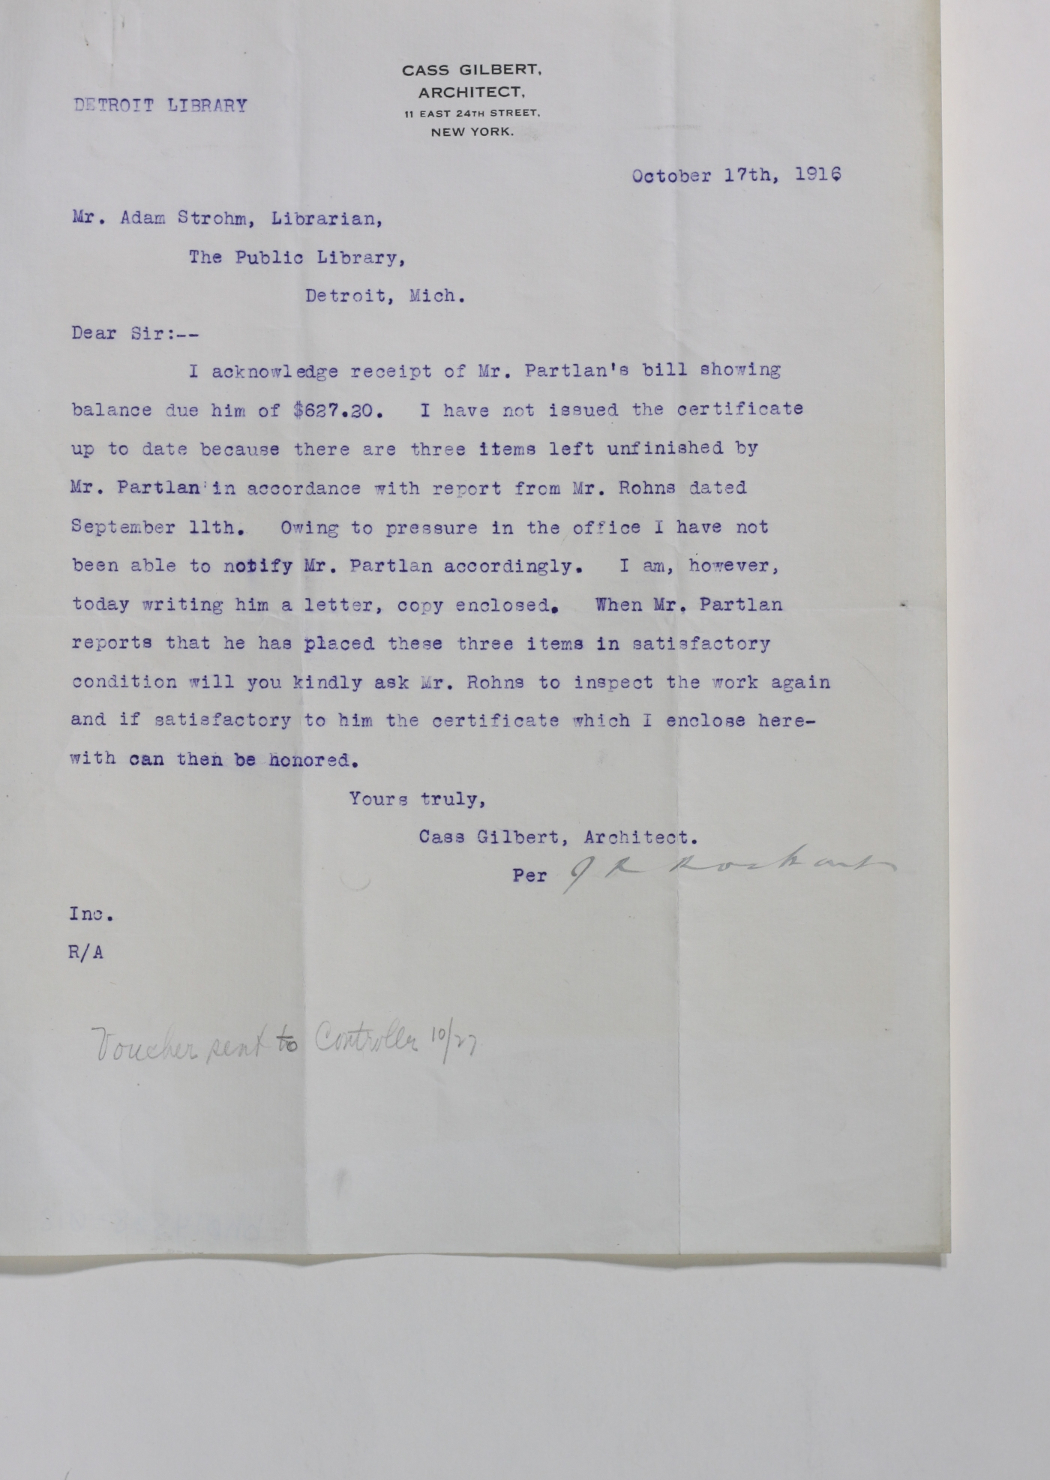 CASS GILBERT,
ARCHITECT,
11 EAST 24TH STREET,
NEW YORK.
DETROIT LIBRARY
October 17th, 1916
Mr. Adam Strohm, Librarian,
The Public Library,
Detroit, Mich.
Dear Sir:--
I acknowledge receipt of Mr. Partlan's bill showing
balance due him of $627.20. I have not issued the certificate
up to date because there are three items left unfinished by
Mr. Partlan in accordance with report from Mr. Rohns dated
September 11th. Owing to pressure in the office I have not
been able to notify Mr. Partlan accordingly. I am, however,
today writing him a letter, copy enclosed. When Mr. Partlan
reports that he has placed these three items in satisfactory
condition will you kindly ask Mr. Rohns to inspect the work again
and if satisfactory to him the certificate which I enclose here-
with can then be honored.
Yours truly,
Cass Gilbert, Architect.
Per J R Rockart
Inc.
R/A
Voucher sent to Controller 10/27